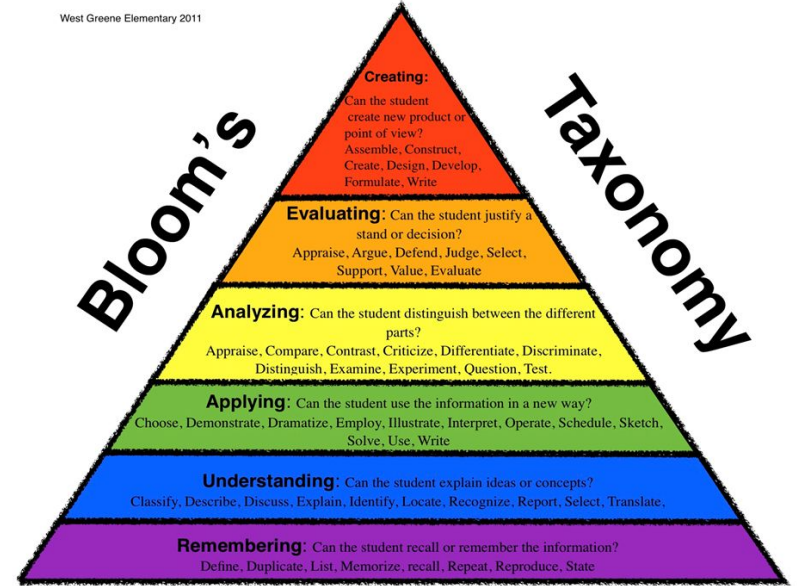 West Greene Elementary 2011
Bloom's
Taxonomy
Creating:
Can the student
create new product or
point of view?
Assemble, Construct,
Create, Design, Develop,
Formulate, Write
Evaluating: Can the student justify a
stand or decision?
Appraise, Argue, Defend, Judge, Select,
Support, Value, Evaluate
Analyzing: Can the student distinguish between the different
parts?
Appraise, Compare, Contrast, Criticize, Differentiate, Discriminate,
Distinguish, Examine, Experiment, Question, Test.
Applying: Can the student use the information in a new way?
Choose, Demonstrate, Dramatize, Employ, Illustrate, Interpret, Operate, Schedule, Sketch,
Solve, Use, Write
Understanding: Can the student explain ideas or concepts?
Classify, Describe, Discuss, Explain, Identify, Locate, Recognize, Report, Select, Translate,
Remembering: Can the student recall or remember the information?
Define, Duplicate, List, Memorize, recall, Repeat, Reproduce, State